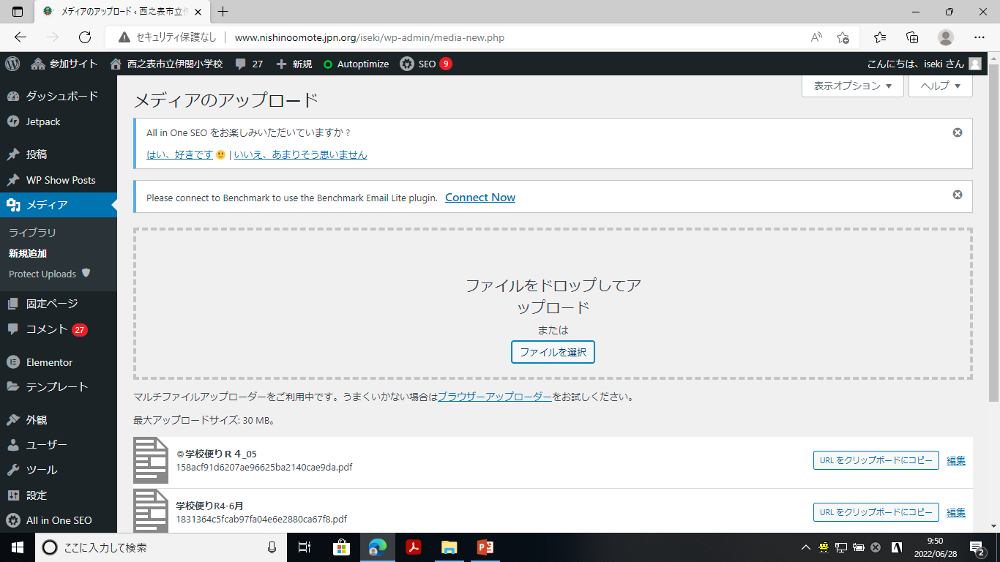 メディアのアップロード ‹ 西之表市立伊
セキュリティ保護なし
www.nishinoomote.jpn.org/iseki/wp-admin/media-new.php
参加サイト
西之表市立伊関小学校
27
新規
Autoptimize
SEO 9
こんにちは、iseki さん
ダッシュボード
Jetpack
投稿
WP Show Posts
メディア
ライブラリ
新規追加
Protect Uploads
固定ページ
コメント 27
Elementor
テンプレート
外観
ユーザー
ツール
設定
All in One SEO
メディアのアップロード
表示オプション ▼
ヘルプ ▼
All in One SEO をお楽しみいただいていますか ?
はい、好きです 🙂 | いいえ、あまりそう思いません
Please connect to Benchmark to use the Benchmark Email Lite plugin. Connect Now
ファイルをドロップしてア
ップロード
または
ファイルを選択
マルチファイルアップローダーをご利用中です。うまくいかない場合はブラウザーアップローダーをお試しください。
最大アップロードサイズ: 30 MB。
◎学校便りＲ４_05
158acf91d6207ae96625ba2140cae9da.pdf
URL をクリップボードにコピー
編集
学校便りR4-6月
1831364c5fcab97fa04e6e2880ca67f8.pdf
URL をクリップボードにコピー
編集
ここに入力して検索
A
9:50
2022/06/28
2